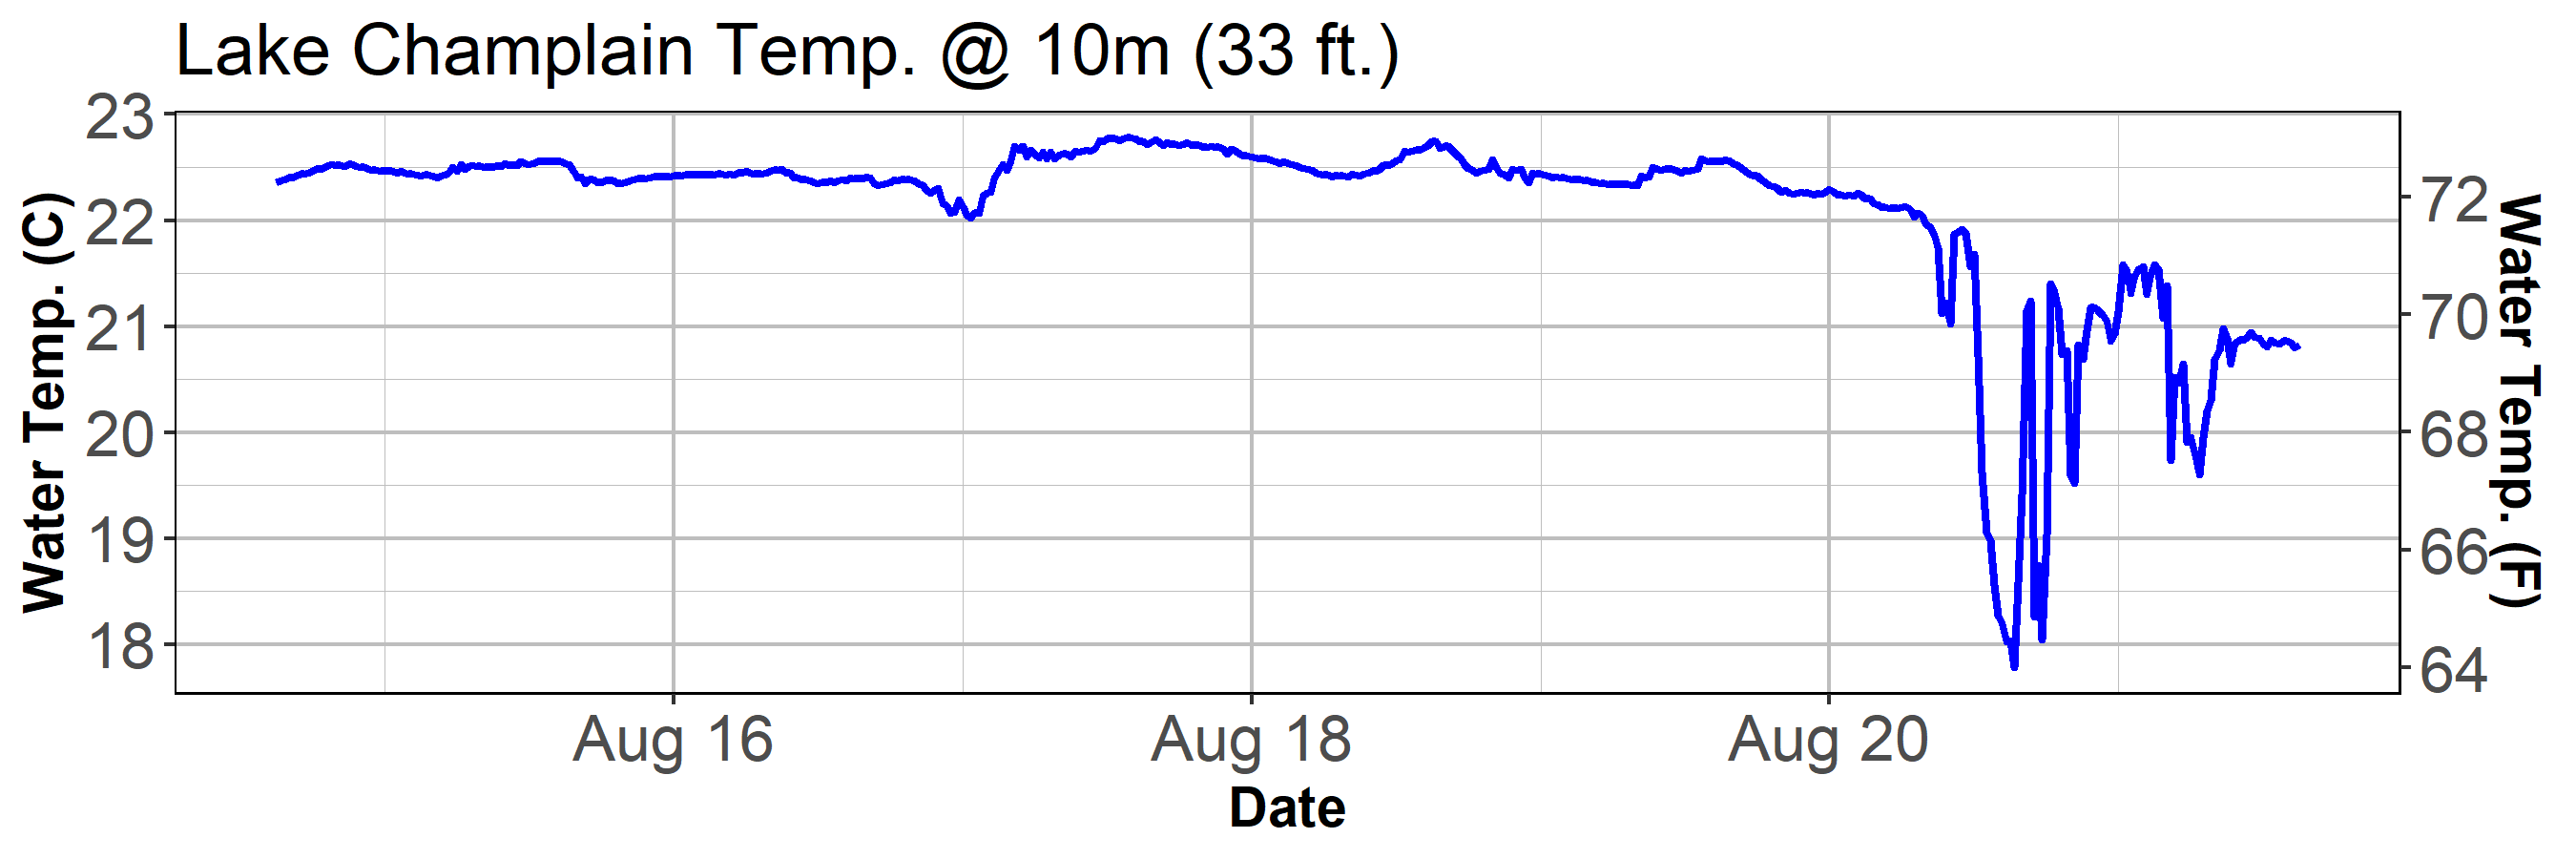 Lake Champlain Temp. @ 10m (33 ft.)
Water Temp. (C)
23
22
21
20
19
18
72
70
68
66
64
Water Temp. (F)
Aug 16 Aug 18 Aug 20
Date